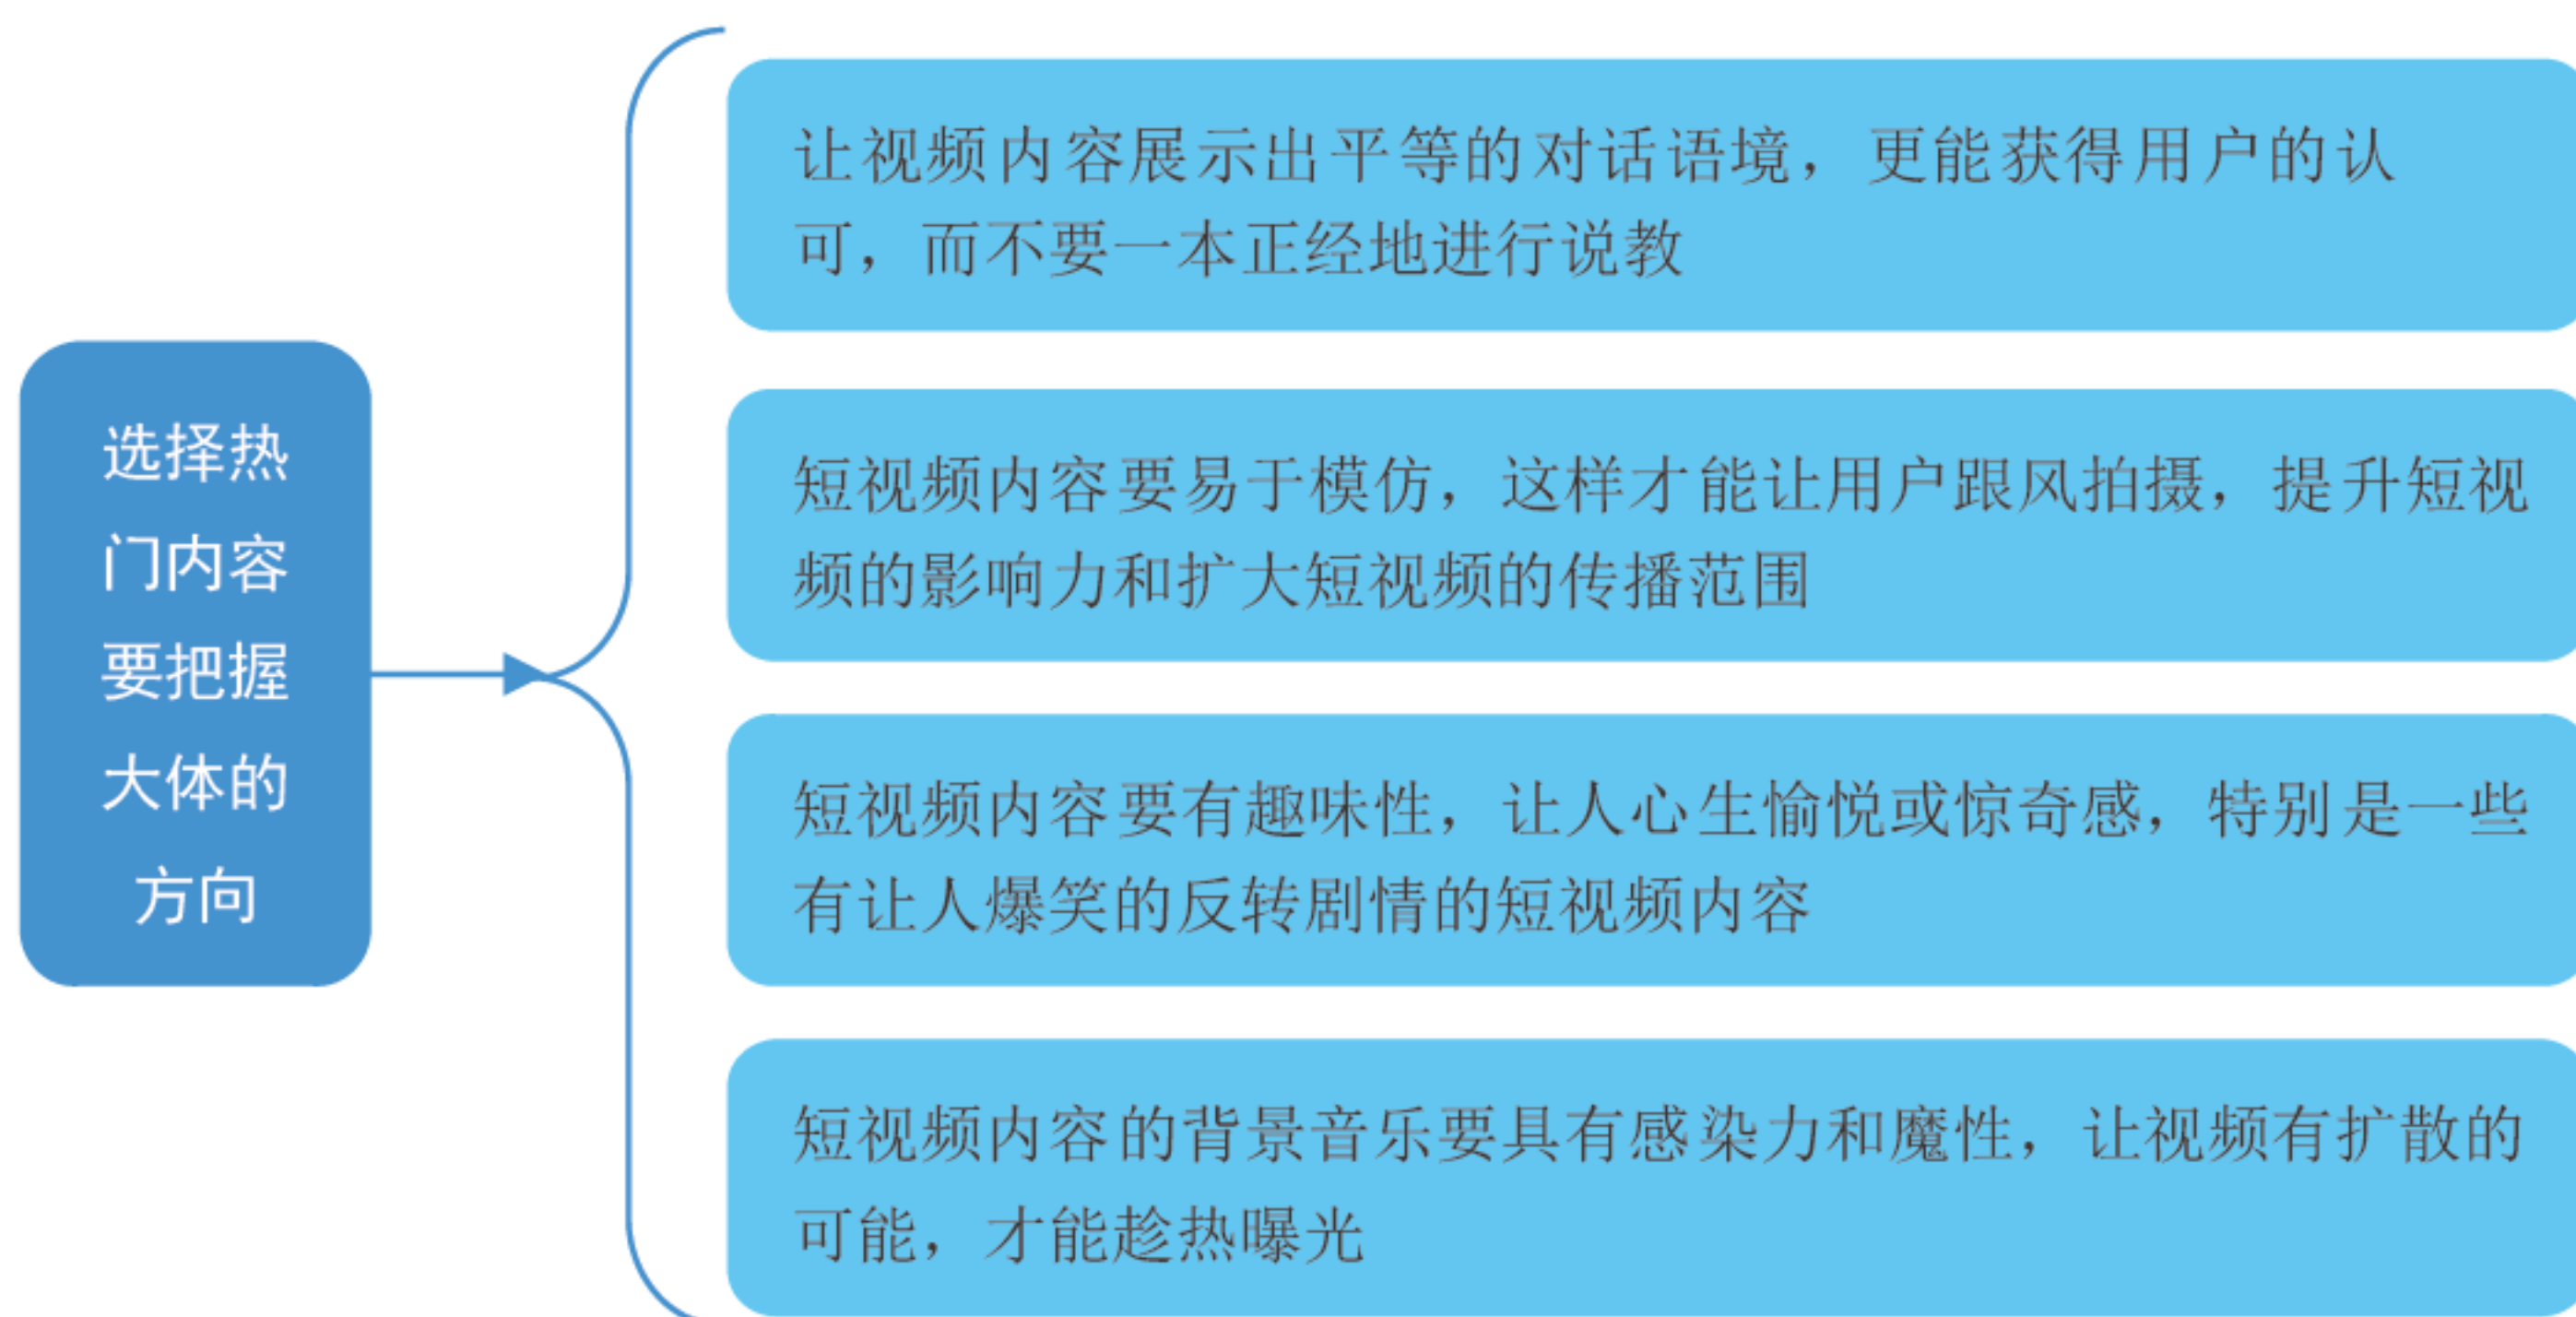 选择热
门内容
要把握
大体的
方向
让视频内容展示出平等的对话语境，更能获得用户的认
可，而不要一本正经地进行说教
短视频内容要易于模仿，这样才能让用户跟风拍摄，提升短视
频的影响力和扩大短视频的传播范围
短视频内容要有趣味性，让人心生愉悦或惊奇感，特别是一些
有让人爆笑的反转剧情的短视频内容
短视频内容的背景音乐要具有感染力和魔性，让视频有扩散的
可能，才能趁热曝光